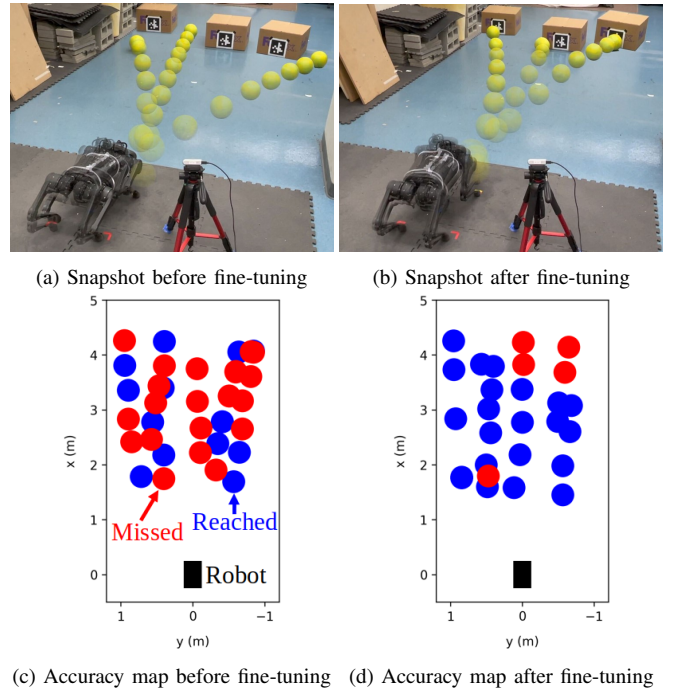 (a) Snapshot before fine-tuning
(b) Snapshot after fine-tuning
5
4
3
2
1
0
x (m)
1
0
−1
y (m)
Missed
Reached
Robot
5
4
3
2
1
0
x (m)
1
0
−1
y (m)
(c) Accuracy map before fine-tuning
(d) Accuracy map after fine-tuning